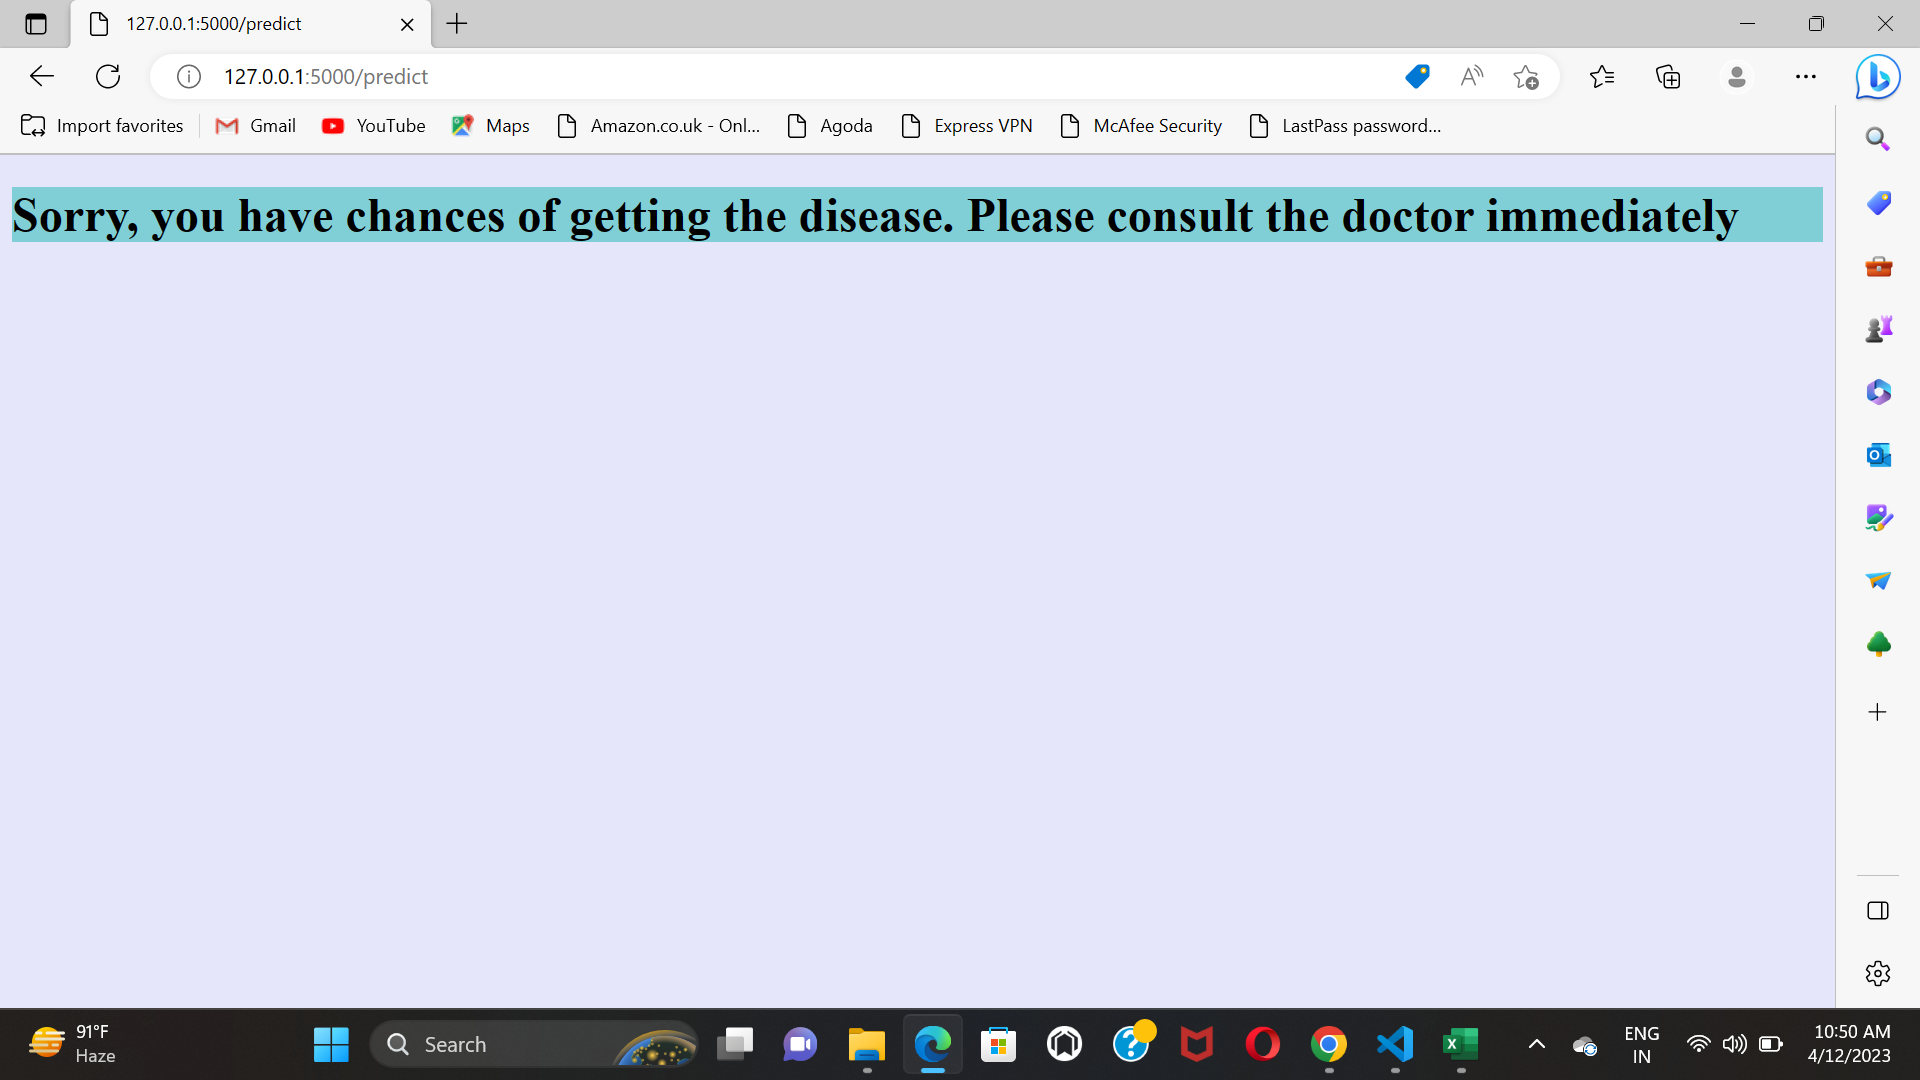 127.0.0.1:5000/predict
127.0.0.1:5000/predict
Import favorites Gmail YouTube Maps Amazon.co.uk - Onl... Agoda Express VPN McAfee Security LastPass password...
Sorry, you have chances of getting the disease. Please consult the doctor immediately
91°F
Haze
Search
ENG
IN
10:50 AM
4/12/2023